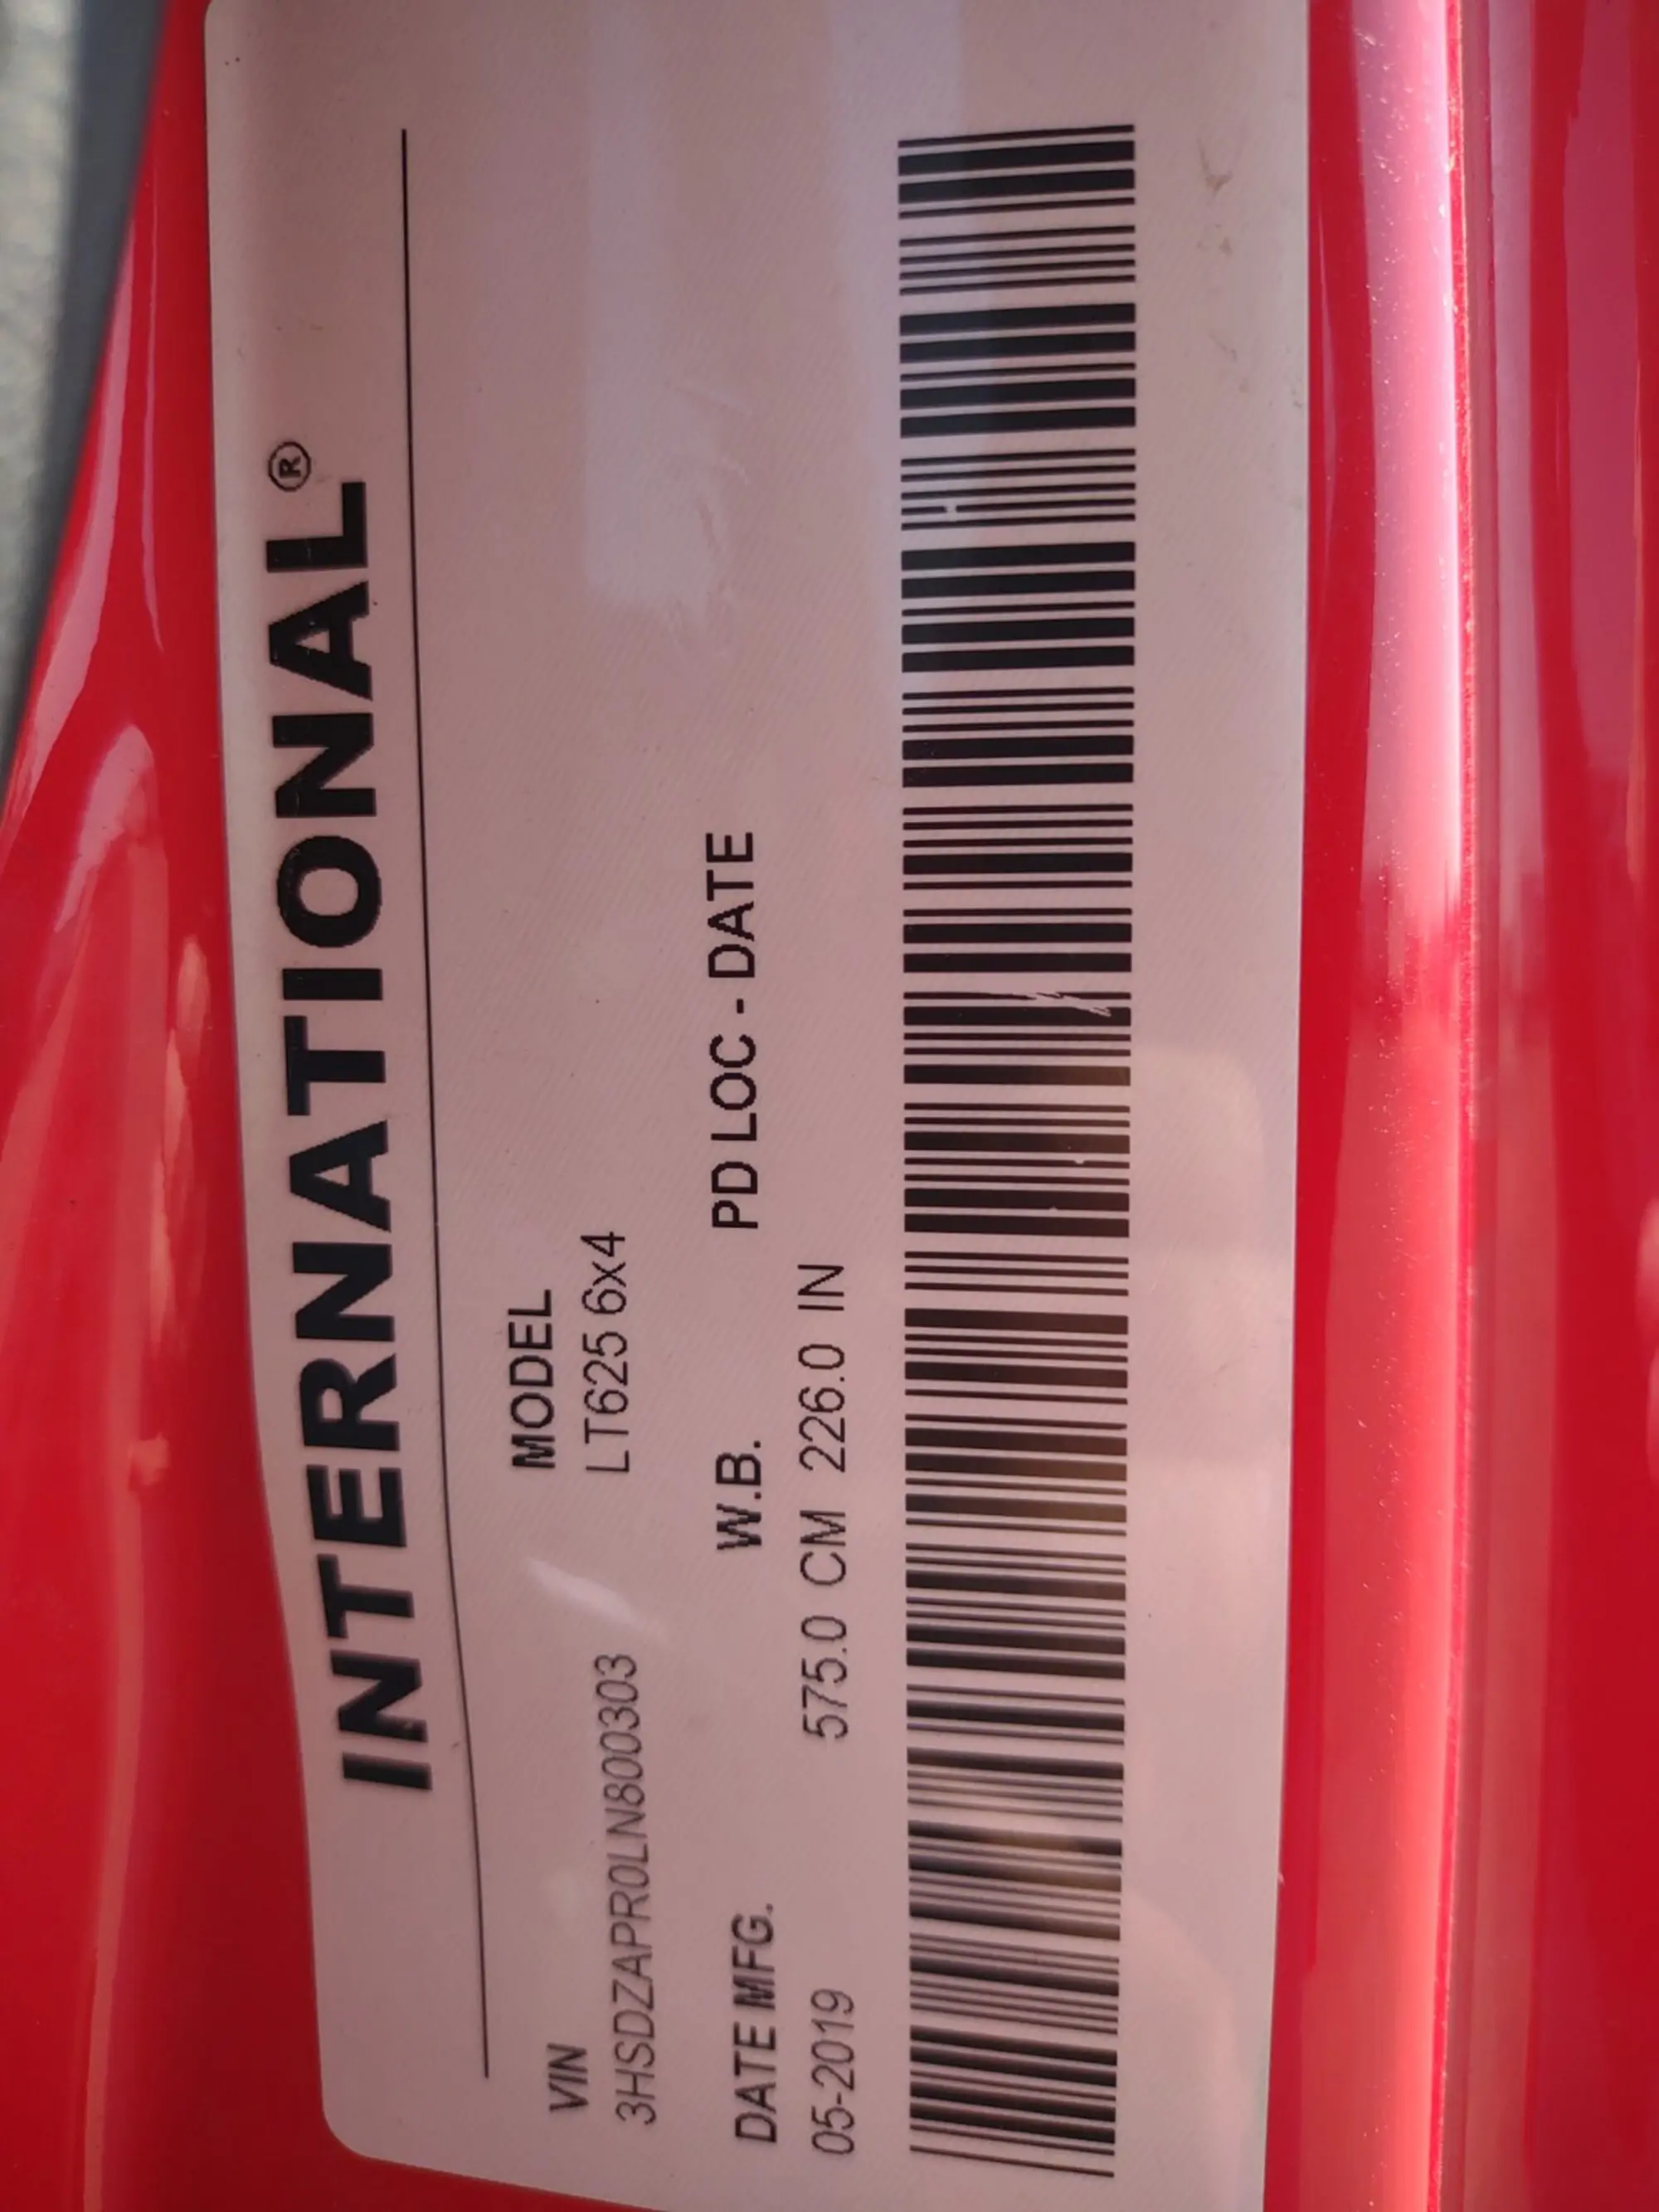 INTERNATIONAL®
VIN MODEL
3HSDZAPR0LN800303 LT625 6x4
DATE MFG. W.B. PD LOC - DATE
05-2019 575.0 CM 226.0 IN